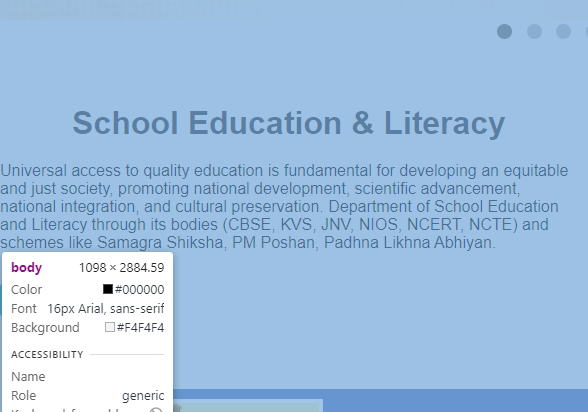 School Education & Literacy
Universal access to quality education is fundamental for developing an equitable
and just society, promoting national development, scientific advancement,
national integration, and cultural preservation. Department of School Education
and Literacy through its bodies (CBSE, KVS, JNV, NIOS, NCERT, NCTE) and
schemes like Samagra Shiksha, PM Poshan, Padhna Likhna Abhiyan.
body 1098 × 2884.59
Color #000000
Font 16px Arial, sans-serif
Background #F4F4F4
ACCESSIBILITY
Name
Role generic